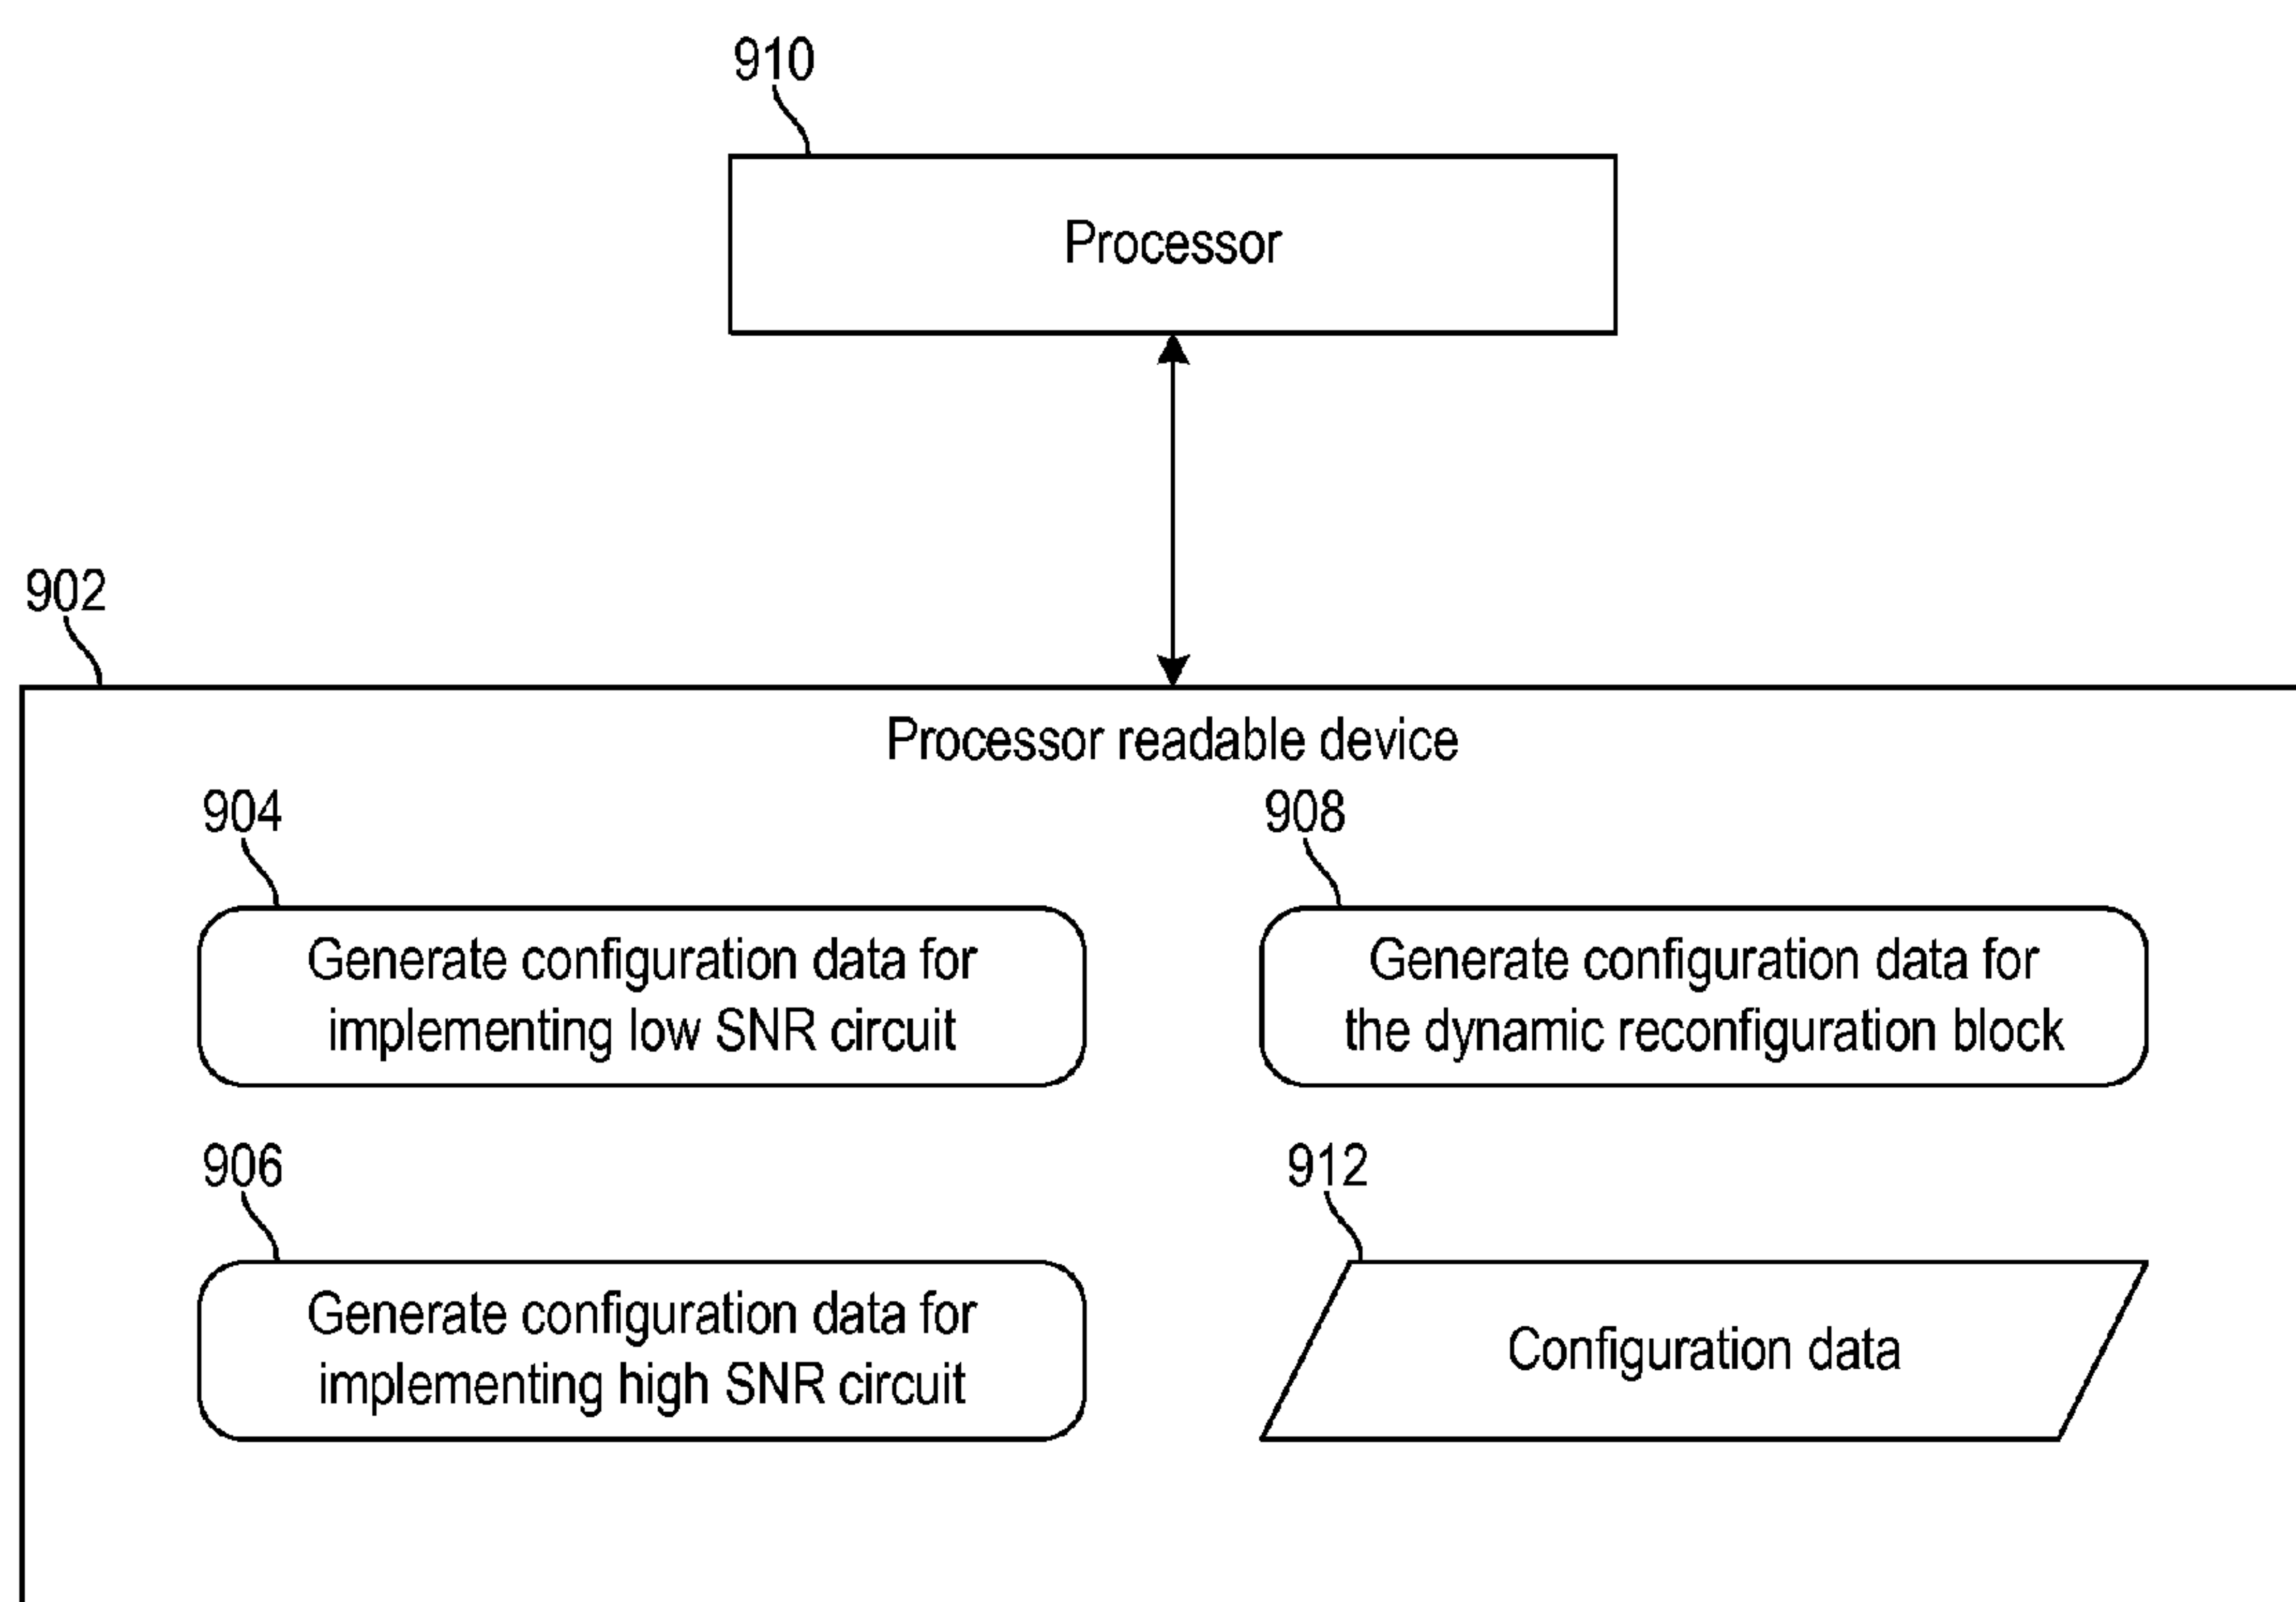 910
Processor
902
Processor readable device
904
Generate configuration data for
implementing low SNR circuit
908
Generate configuration data for
the dynamic reconfiguration block
906
Generate configuration data for
implementing high SNR circuit
912
Configuration data